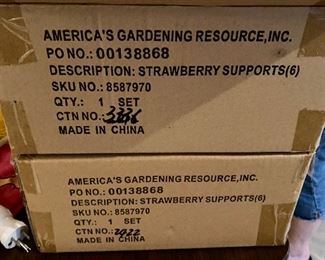 AMERICA'S GARDENING RESOURCE,INC.
PO NO.: 00138868
DESCRIPTION: STRAWBERRY SUPPORTS(6)
SKU NO.: 8587970
QTY.: 1 SET
CTN NO.:
MADE IN CHINA
AMERICA'S GARDENING RESOURCE,INC.
PO NO.: 00138868
DESCRIPTION: STRAWBERRY SUPPORTS(6)
SKU NO.: 8587970
QTY.: 1 SET
CTN NO.: 2022
MADE IN CHINA